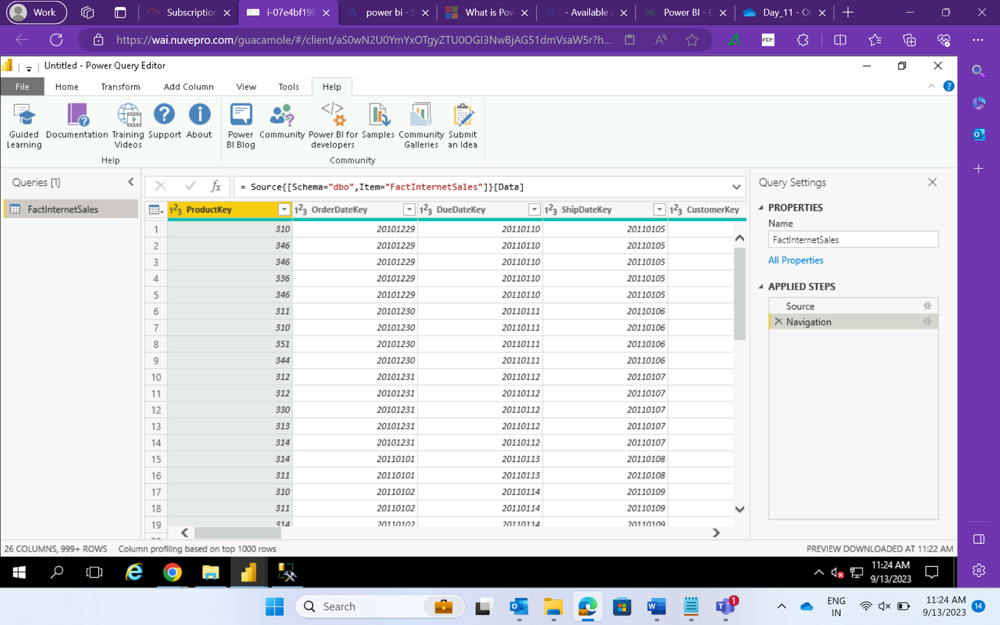 Work
Subscription
i-07e4bf198
power bi - S
What is Pow
- Available
Power BI - D
Day_11 - On
https://wai.nuvepro.com/guacamole/#/client/aS0wN2U0YmYxOTgyZTU0OGI3NwBjAG51dmVsaW5r?h...
FCM
Untitled - Power Query Editor
File Home Transform Add Column View Tools Help
Guided Learning
Documentation
Training Videos
Support
About
Power BI Blog
Community
Power BI for developers
Samples
Community Galleries
Submit an Idea
Help
Community
Queries [1]
FactInternetSales
fx = Source{[Schema="dbo",Item="FactInternetSales"]}[Data]
ProductKey OrderDateKey DueDateKey ShipDateKey CustomerKey
1 310 20101229 20110110 20110105
2 346 20101229 20110110 20110105
3 346 20101229 20110110 20110105
4 336 20101229 20110110 20110105
5 346 20101229 20110110 20110105
6 311 20101230 20110111 20110106
7 310 20101230 20110111 20110106
8 351 20101230 20110111 20110106
9 344 20101230 20110111 20110106
10 312 20101231 20110112 20110107
11 312 20101231 20110112 20110107
12 330 20101231 20110112 20110107
13 313 20101231 20110112 20110107
14 314 20101231 20110112 20110107
15 314 20110101 20110113 20110108
16 311 20110101 20110113 20110108
17 310 20110102 20110114 20110109
18 311 20110102 20110114 20110109
19 314 20110102 20110114 20110109
Query Settings
PROPERTIES
Name
FactInternetSales
All Properties
APPLIED STEPS
Source
Navigation
26 COLUMNS, 999+ ROWS Column profiling based on top 1000 rows
PREVIEW DOWNLOADED AT 11:22 AM
11:24 AM
9/13/2023
Search
1
ENG
IN
11:24 AM
9/13/2023
14